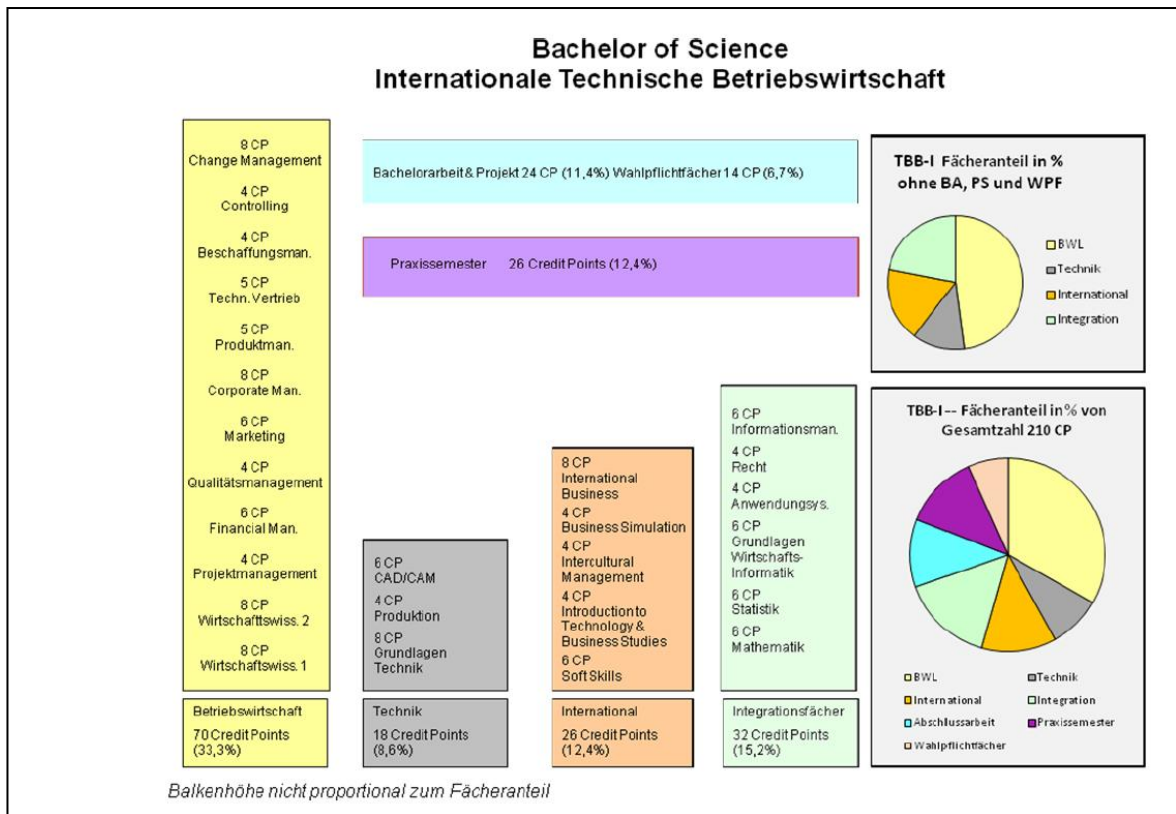 Bachelor of Science
Internationale Technische Betriebswirtschaft
8 CP
Change Management
4 CP
Controlling
4 CP
Beschaffungsman.
5 CP
Techn. Vertrieb
5 CP
Produktman.
8 CP
Corporate Man.
6 CP
Marketing
4 CP
Qualitätsmanagement
6 CP
Financial Man.
4 CP
Projektmanagement
8 CP
Wirtschafttswiss. 2
8 CP
Wirtschaftswiss. 1
Betriebswirtschaft
70 Credit Points
(33,3%)
Bachelorarbeit & Projekt 24 CP (11,4%) Wahlpflichtfächer 14 CP (6,7%)
Praxissemester 26 Credit Points (12,4%)
6 CP
CAD/CAM
4 CP
Produktion
8 CP
Grundlagen
Technik
Technik
18 Credit Points
(8,6%)
8 CP
International
Business
4 CP
Business Simulation
4 CP
Intercultural
Management
4 CP
Introduction to
Technology &
Business Studies
6 CP
Soft Skills
International
26 Credit Points
(12,4%)
6 CP
Informationsman.
4 CP
Recht
4 CP
Anwendungsys.
6 CP
Grundlagen
Wirtschafts-
Informatik
6 CP
Statistik
6 CP
Mathematik
Integrationsfächer
32 Credit Points
(15,2%)
TBB-I Fächeranteil in %
ohne BA, PS und WPF
BWL
Technik
International
Integration
TBB-I -- Fächeranteil in % von
Gesamtzahl 210 CP
BWL
Technik
International
Integration
Abschlussarbeit
Praxissemester
Wahlpflichtfächer
Balkenhöhe nicht proportional zum Fächeranteil